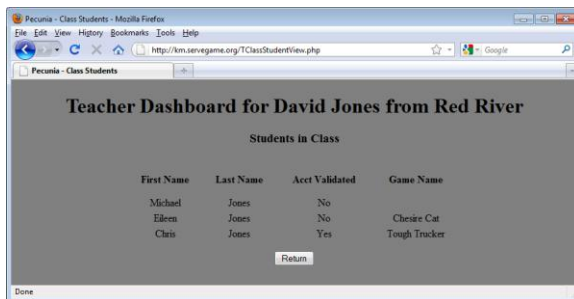 Pecunia - Class Students - Mozilla Firefox
File Edit View History Bookmarks Tools Help
http://km.servegame.org/TClassStudentView.php
Google
Pecunia - Class Students
Teacher Dashboard for David Jones from Red River
Students in Class
First Name Last Name Acct Validated Game Name
Michael Jones No
Eileen Jones No Chesire Cat
Chris Jones Yes Tough Trucker
Return
Done